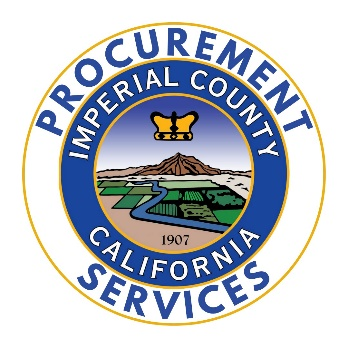 PROCUREMENT
IMPERIAL COUNTY
1907
CALIFORNIA
SERVICES